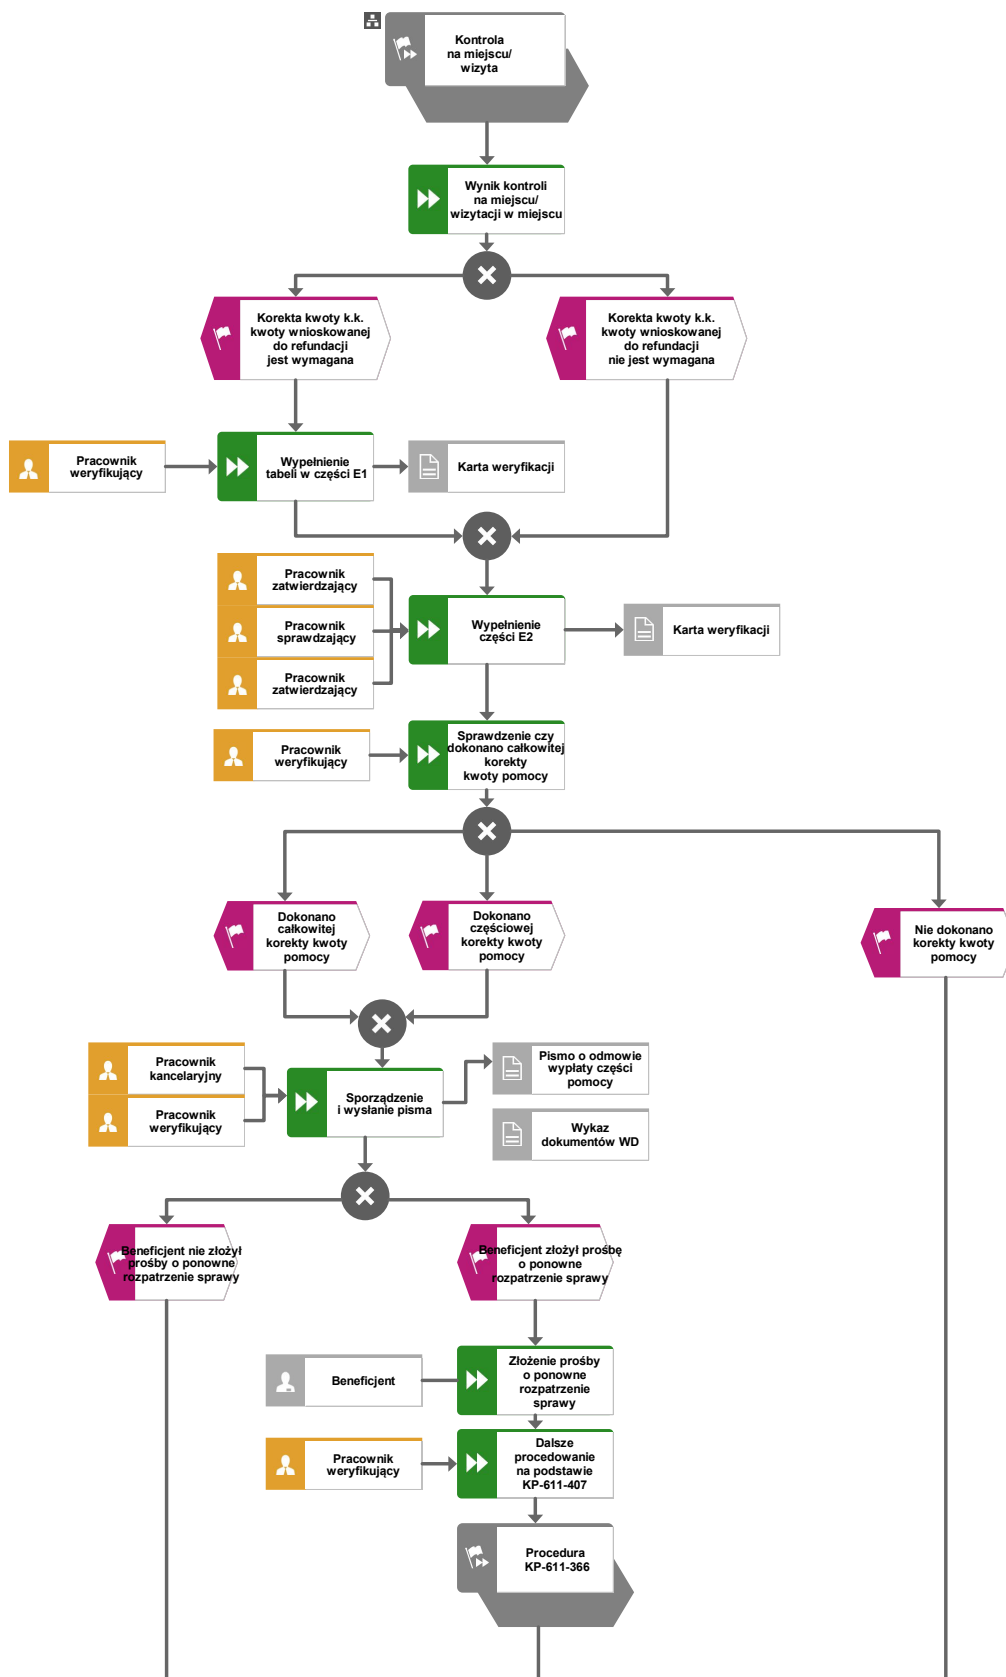 Kontrola
na miejscu/
wizyta
Wynik kontroli
na miejscu/
wizytacji w miejscu
Korekta kwoty k.k.
kwoty wnioskowanej
do refundacji
jest wymagana
Korekta kwoty k.k.
kwoty wnioskowanej
do refundacji
nie jest wymagana
Pracownik
weryfikujący
Wypełnienie
tabeli w części E1
Karta weryfikacji
Pracownik
zatwierdzający
Pracownik
sprawdzający
Pracownik
zatwierdzający
Wypełnienie
części E2
Karta weryfikacji
Pracownik
weryfikujący
Sprawdzenie czy
dokonano całkowitej
korekty
kwoty pomocy
Dokonano
całkowitej
korekty kwoty
pomocy
Dokonano
częściowej
korekty kwoty
pomocy
Nie dokonano
korekty kwoty
pomocy
Pracownik
kancelaryjny
Pracownik
weryfikujący
Sporządzenie
i wysłanie pisma
Pismo o odmowie
wypłaty części
pomocy
Wykaz
dokumentów WD
Beneficjent nie złożył
prośby o ponowne
rozpatrzenie sprawy
Beneficjent złożył prośbę
o ponowne
rozpatrzenie sprawy
Beneficjent
Złożenie prośby
o ponowne
rozpatrzenie
sprawy
Pracownik
weryfikujący
Dalsze
procedowanie
na podstawie
KP-611-407
Procedura
KP-611-366